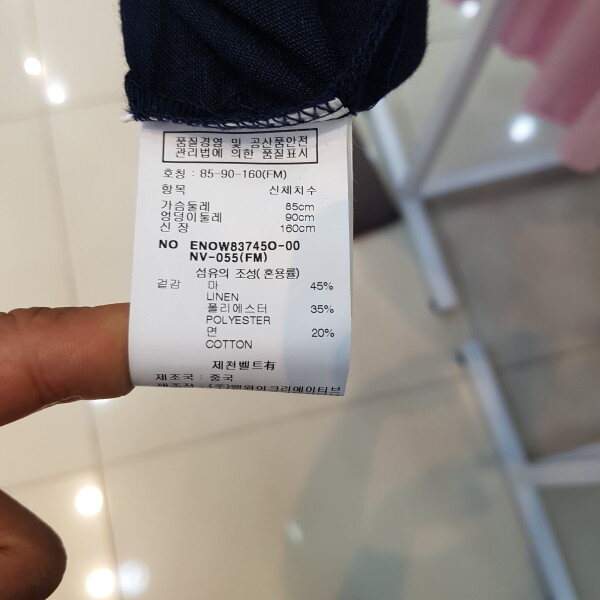 품질경영 및 공산품안전
관리법에 의한 품질표시
호칭 : 85-90-160(FM)
항목 신체치수
가슴둘레 85cm
엉덩이둘레 90cm
신 장 160cm
NO ENOW83745O-00
NV-055(FM)
섬유의 조성(혼용률)
겉감 마 45%
LINEN
폴리에스터 35%
POLYESTER
면 20%
COTTON
제천벨트有
제조국 : 중국